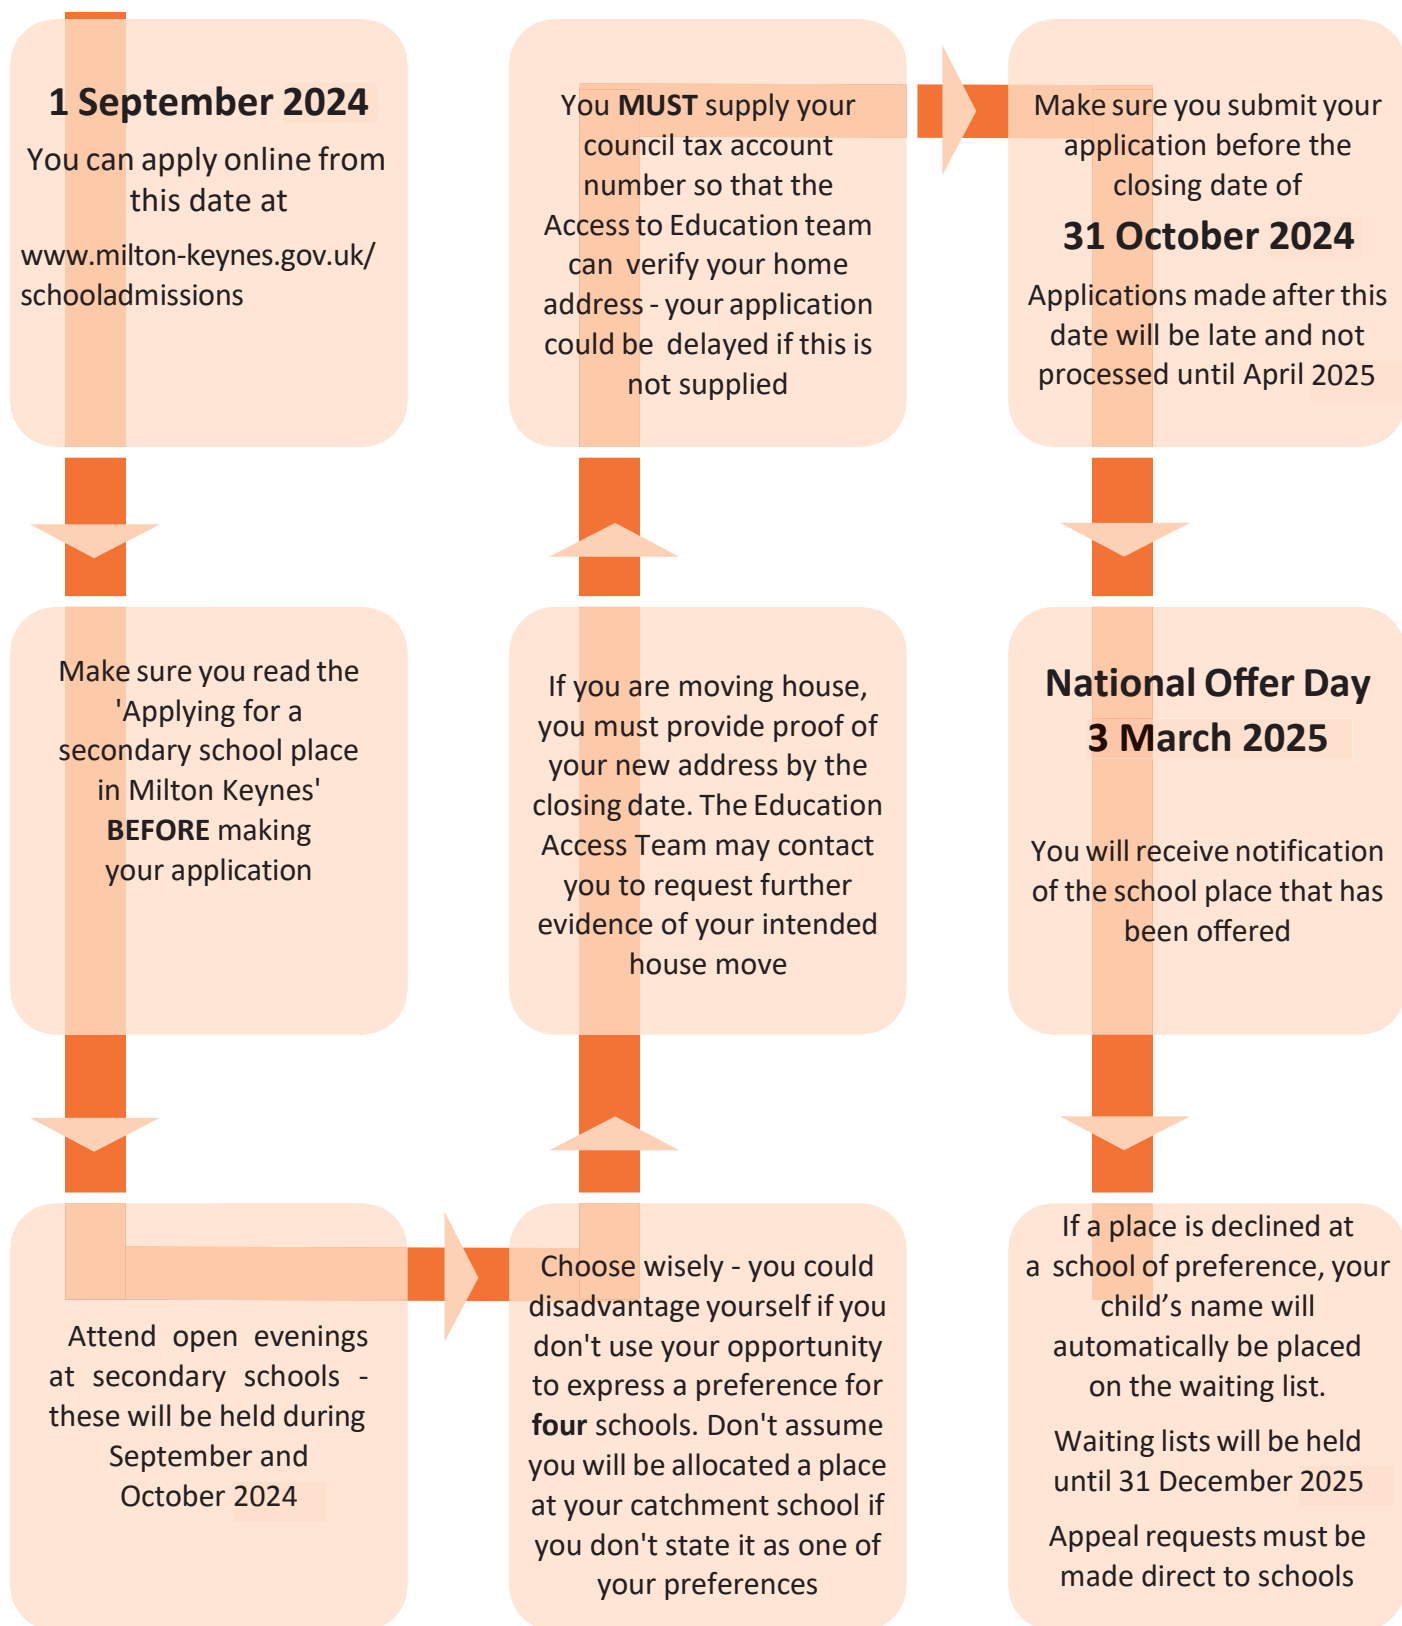 1 September 2024
You can apply online from
this date at
www.milton-keynes.gov.uk/
schooladmissions
Make sure you read the
'Applying for a
secondary school place
in Milton Keynes'
BEFORE making
your application
Attend open evenings
at secondary schools -
these will be held during
September and
October 2024
Choose wisely - you could
disadvantage yourself if you
don't use your opportunity
to express a preference for
four schools. Don't assume
you will be allocated a place
at your catchment school if
you don't state it as one of
your preferences
If you are moving house,
you must provide proof of
your new address by the
closing date. The Education
Access Team may contact
you to request further
evidence of your intended
house move
You MUST supply your
council tax account
number so that the
Access to Education team
can verify your home
address - your application
could be delayed if this is
not supplied
Make sure you submit your
application before the
closing date of
31 October 2024
Applications made after this
date will be late and not
processed until April 2025
National Offer Day
3 March 2025
You will receive notification
of the school place that has
been offered
If a place is declined at
a school of preference, your
child’s name will
automatically be placed
on the waiting list.
Waiting lists will be held
until 31 December 2025
Appeal requests must be
made direct to schools